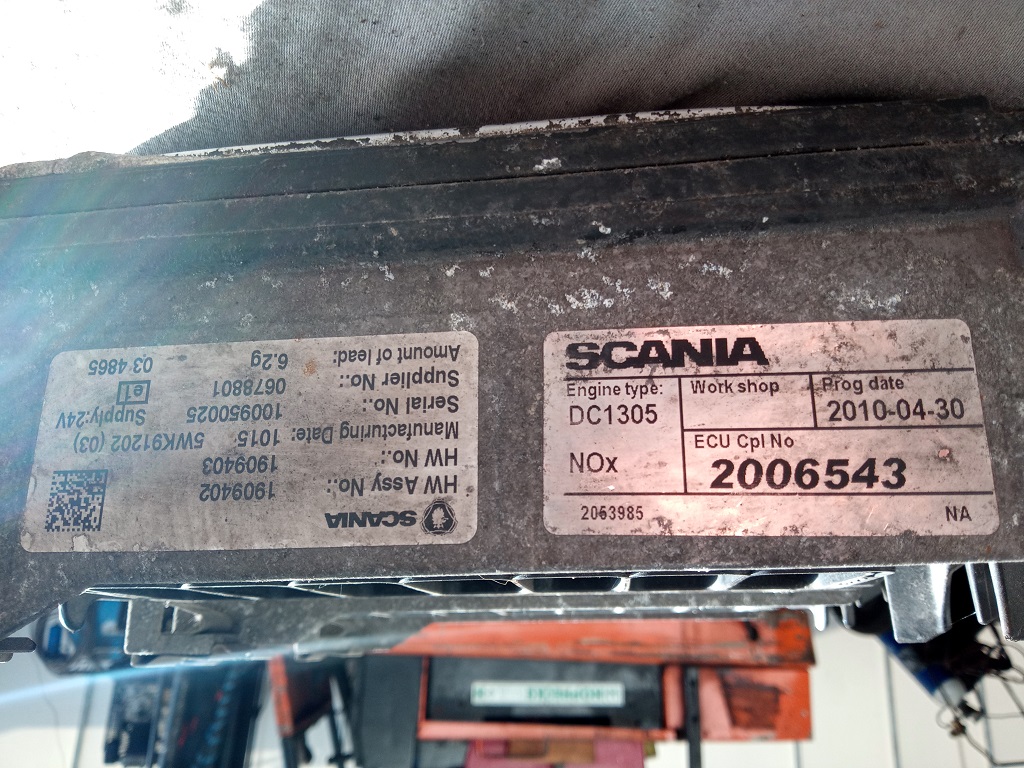 SCANIA
Engine type:
DC1305
Work shop
Prog date
2010-04-30
NOx
ECU Cpl No
2006543
2063985
NA
SCANIA
HW Assy No.: 1909402
HW No.: 1909403
Manufacturing Date: 1015 5WK91202 (03)
Serial No.: 100950025 Supply:24V
Supplier No.: 0678801 e1
Amount of lead: 6.2g 03 4865